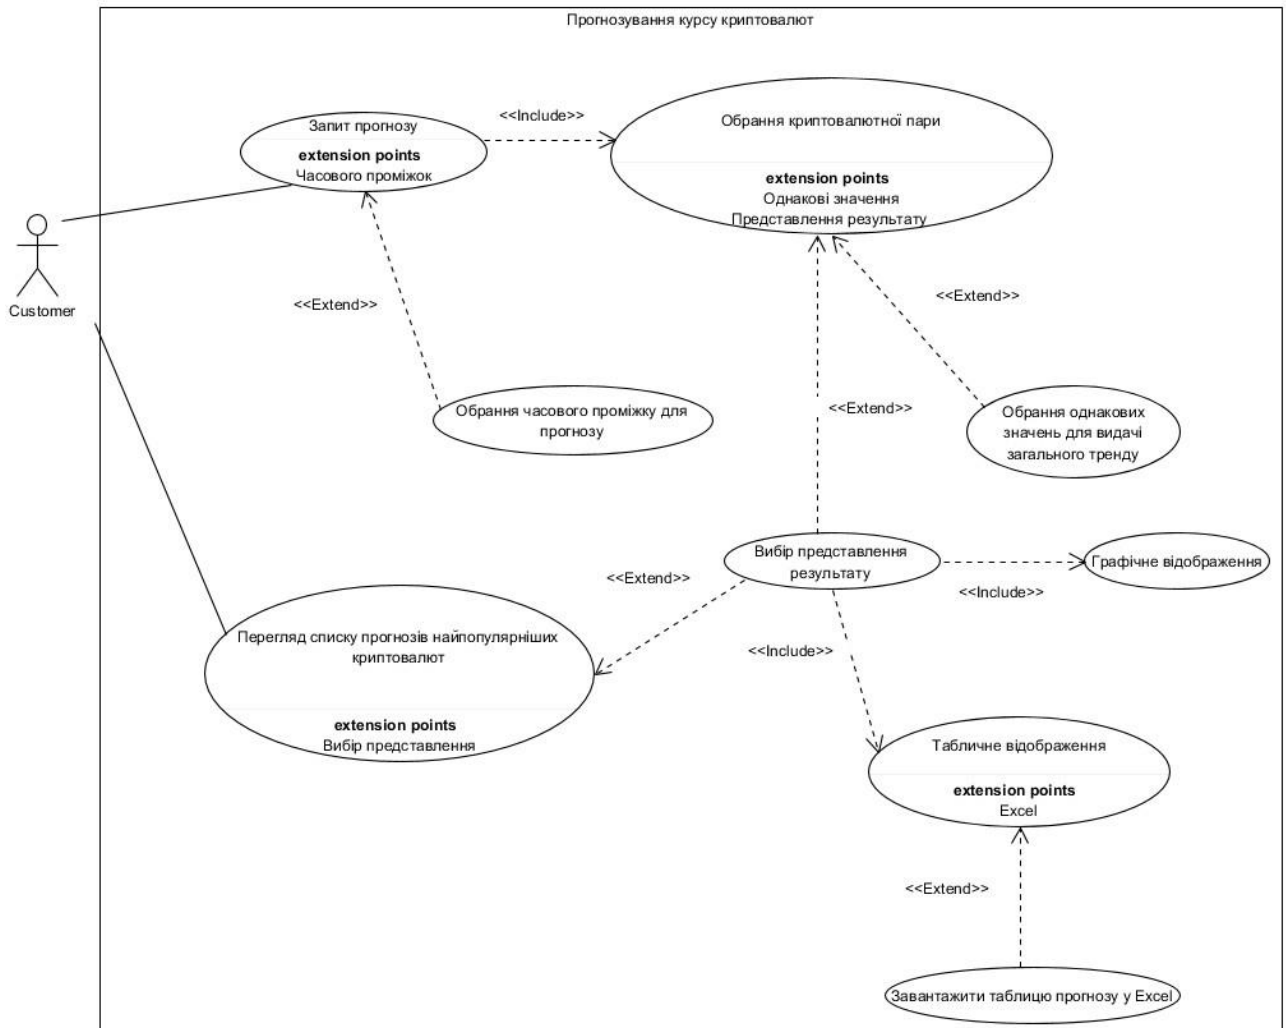 Прогнозування курсу криптовалют
Запит прогнозу
extension points
Часового проміжок
<<Include>>
Обрання криптовалютної пари
extension points
Однакові значення
Представлення результату
Customer
<<Extend>>
<<Extend>>
Обрання часового проміжку для
прогнозу
<<Extend>>
Обрання однакових
значень для видачі
загального тренду
Вибір представлення
результату
Графічне відображення
<<Extend>>
<<Include>>
Перегляд списку прогнозів найпопулярніших
криптовалют
extension points
Вибір представлення
<<Include>>
Табличне відображення
extension points
Excel
<<Extend>>
Завантажити таблицю прогнозу у Excel